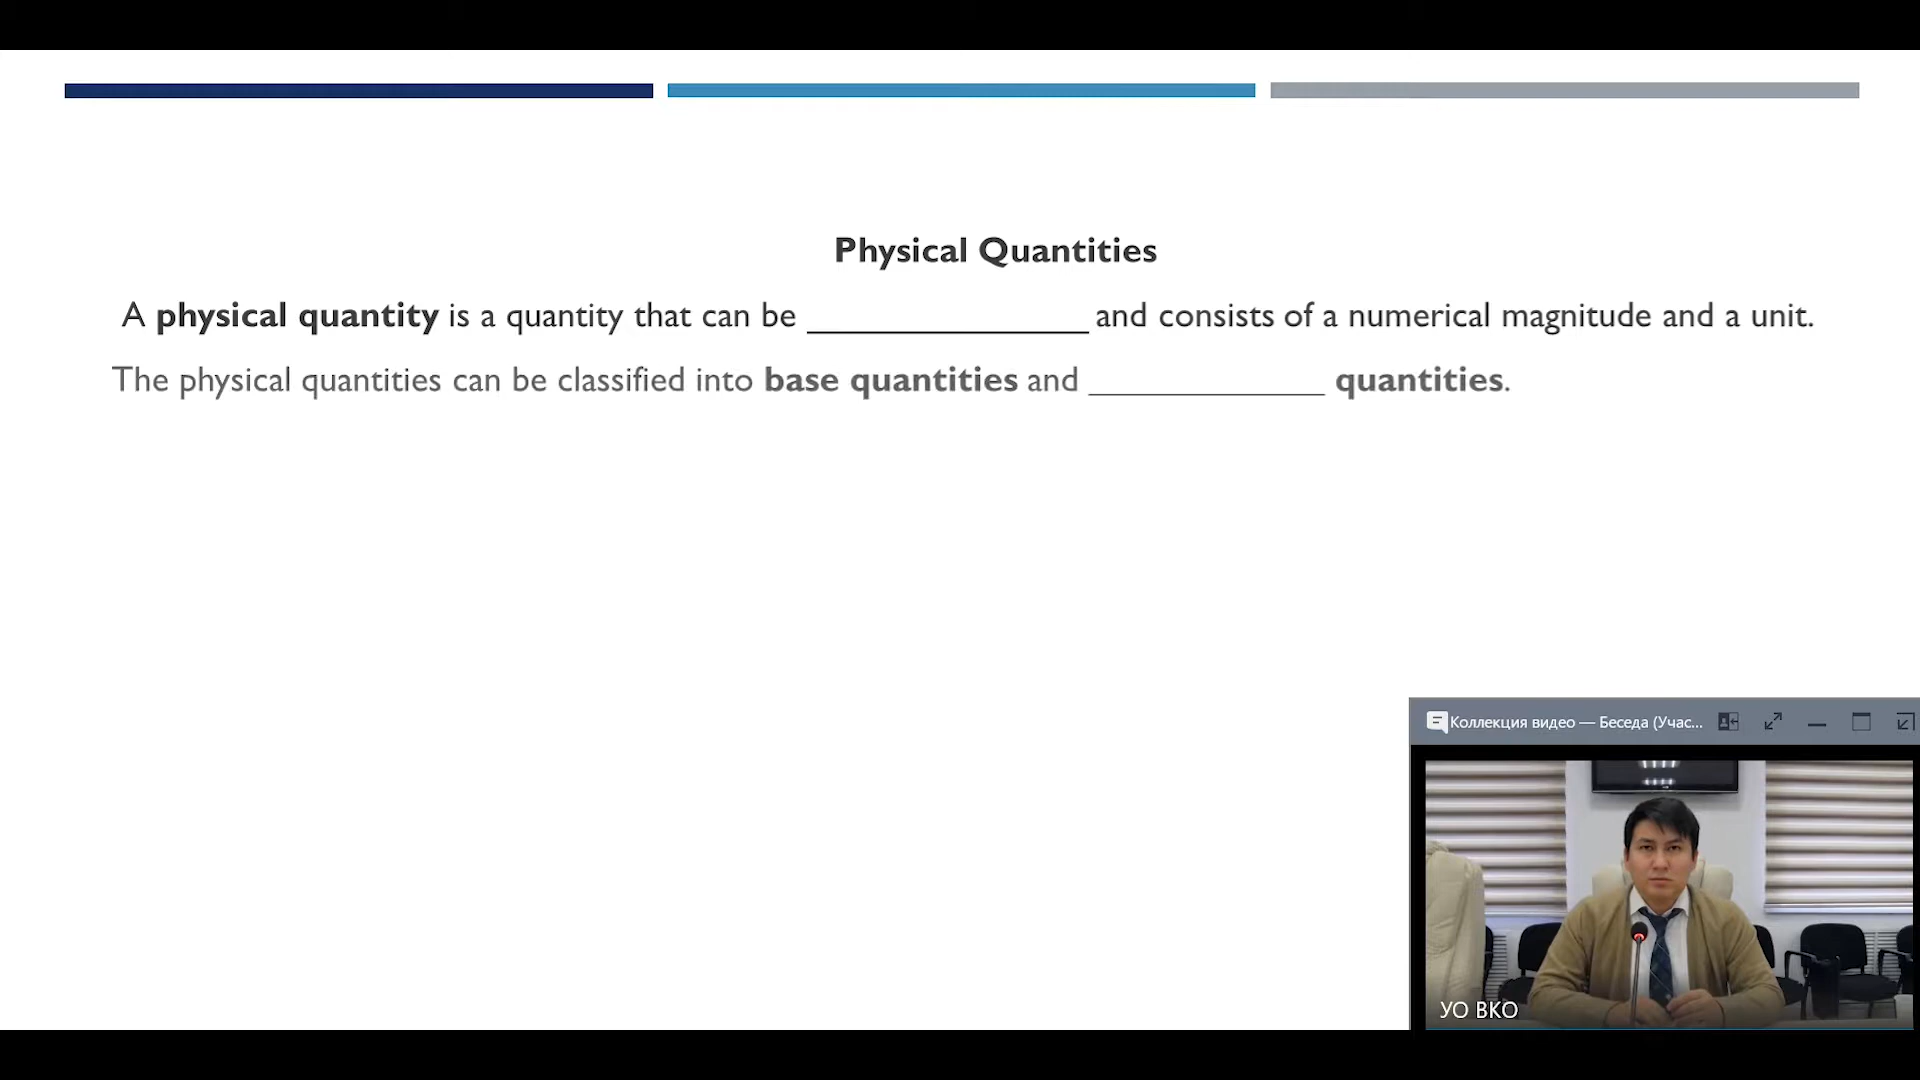 Physical Quantities
A physical quantity is a quantity that can be ________________ and consists of a numerical magnitude and a unit.
The physical quantities can be classified into base quantities and ______________ quantities.
Коллекция видео — Беседа (Учас...
УО ВКО